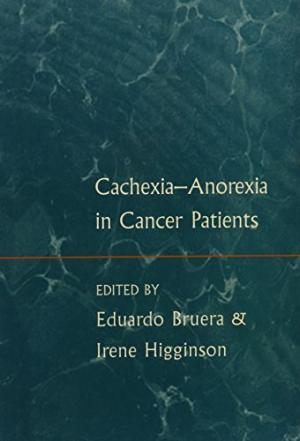 Cachexia–Anorexia
in Cancer Patients
EDITED BY
Eduardo Bruera &
Irene Higginson